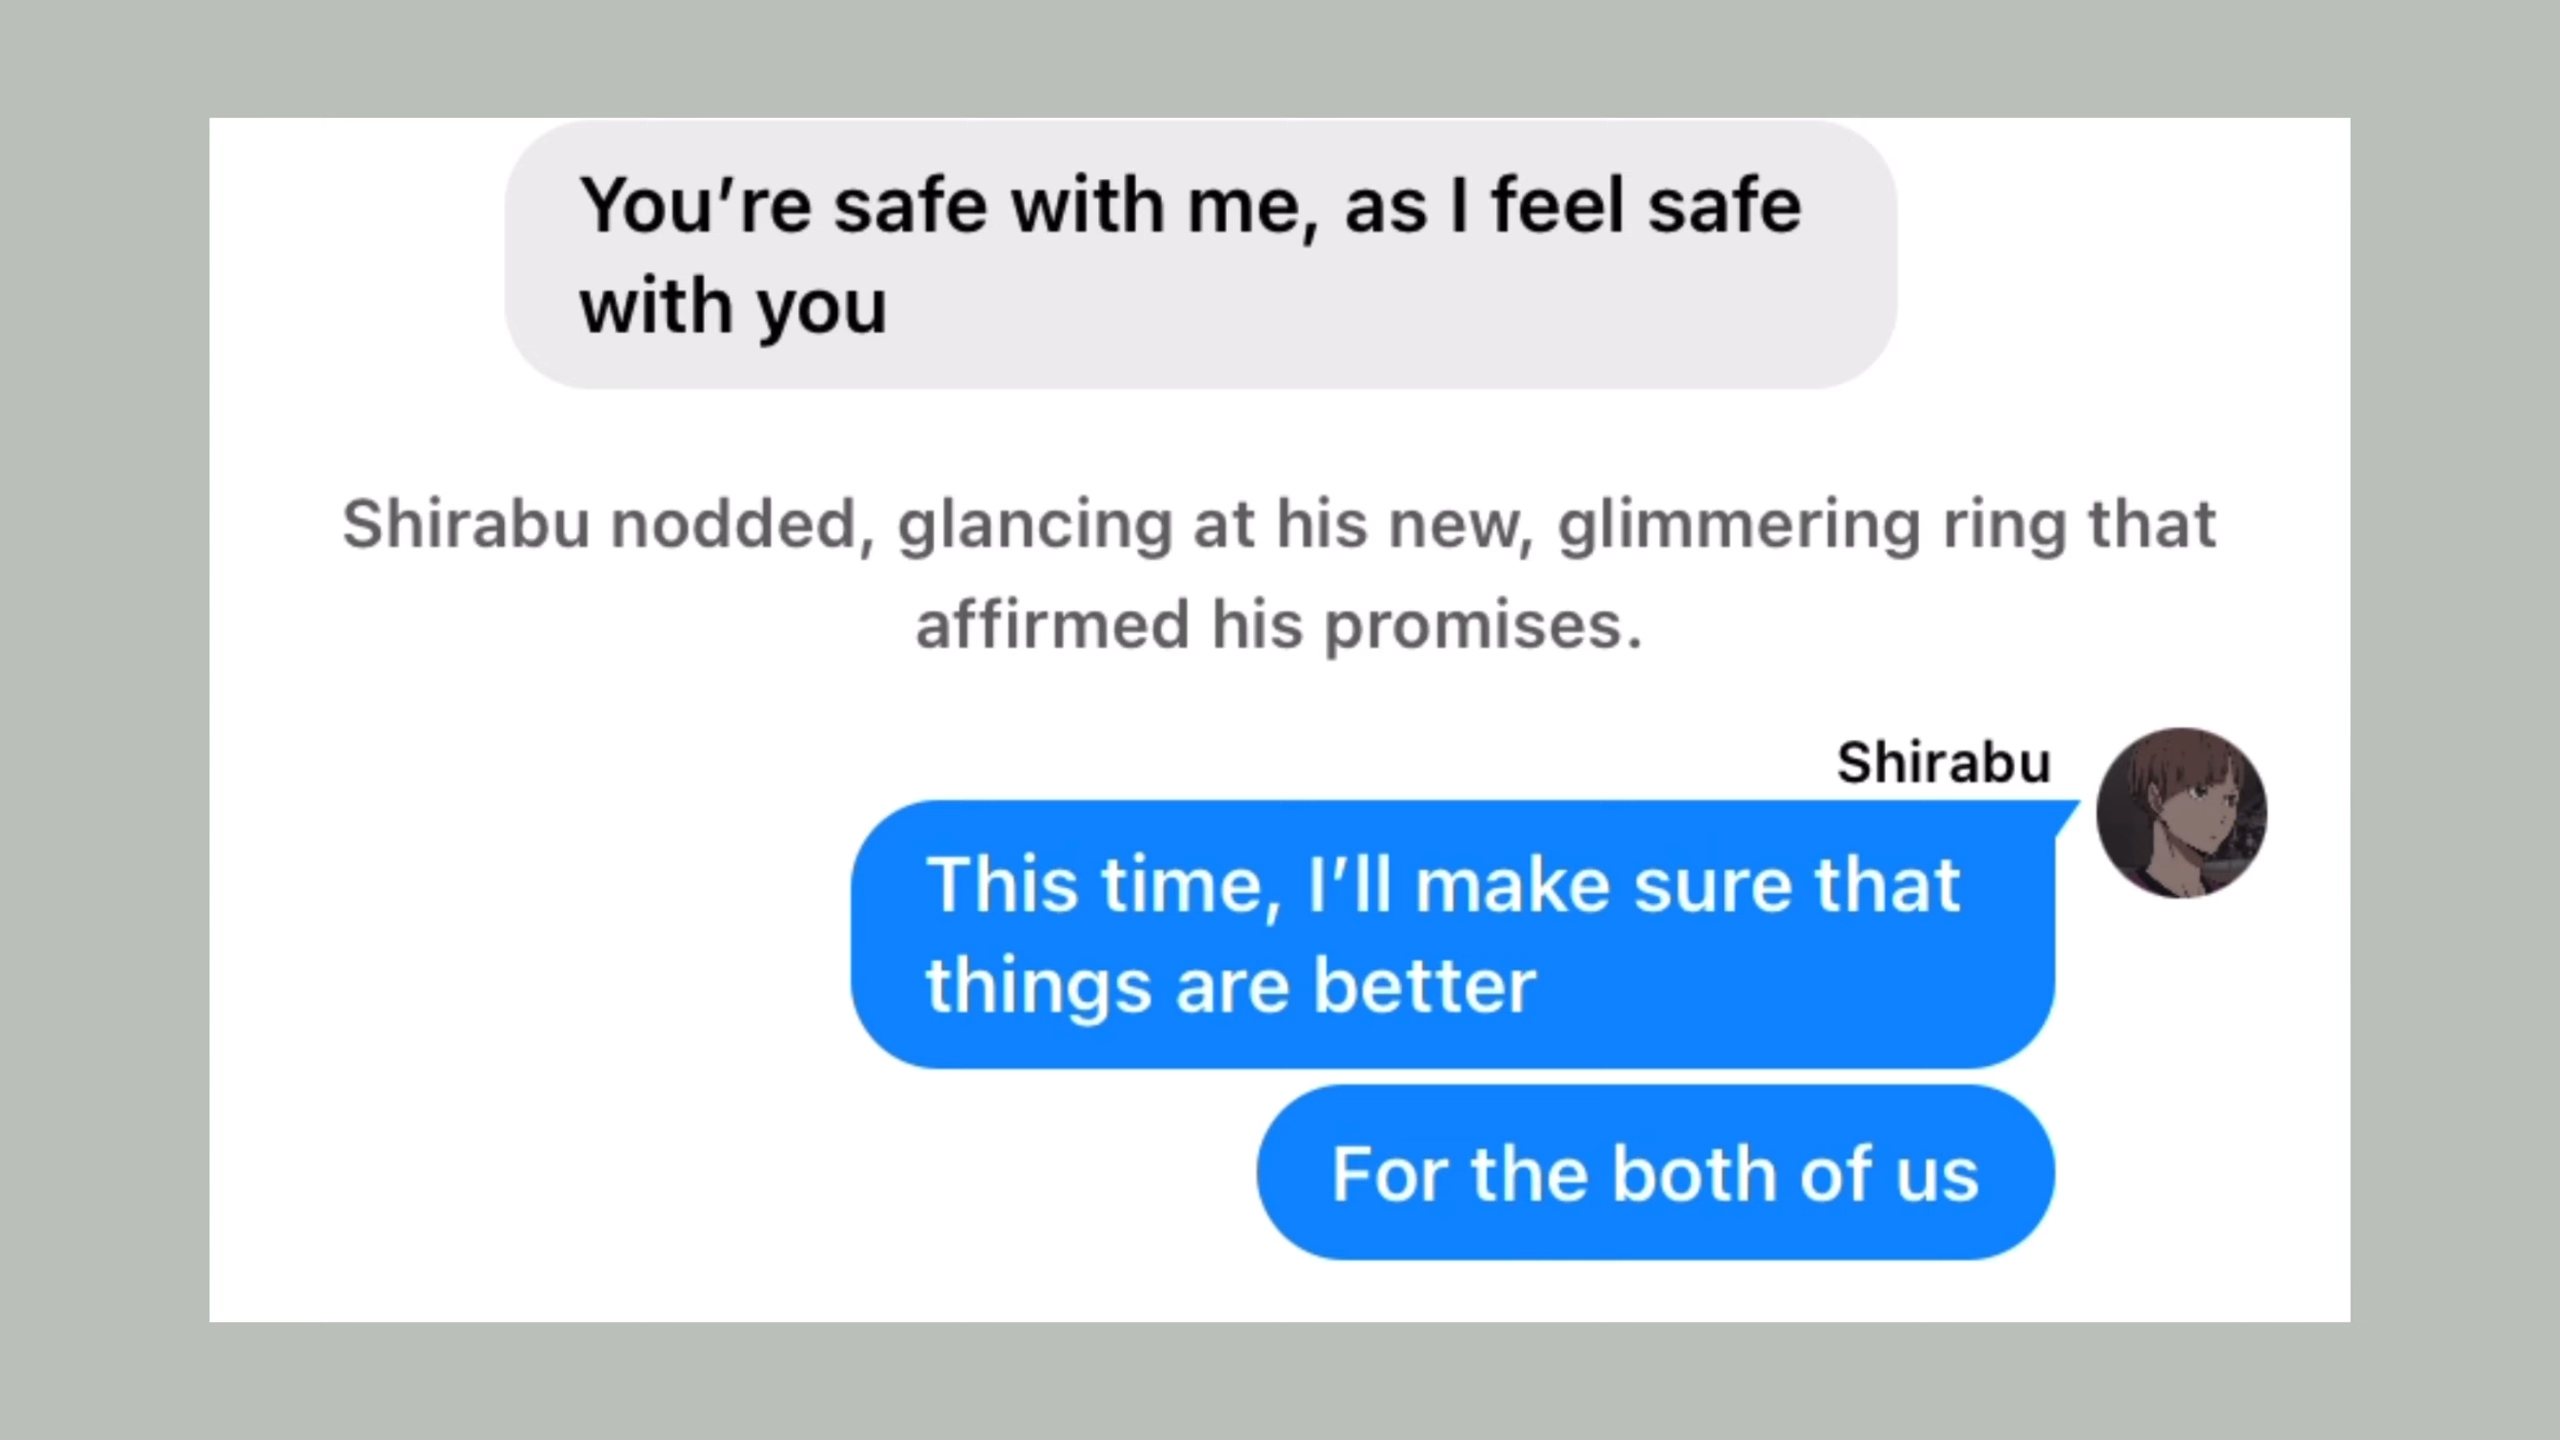 You’re safe with me, as I feel safe
with you
Shirabu nodded, glancing at his new, glimmering ring that
affirmed his promises.
Shirabu
This time, I’ll make sure that
things are better
For the both of us